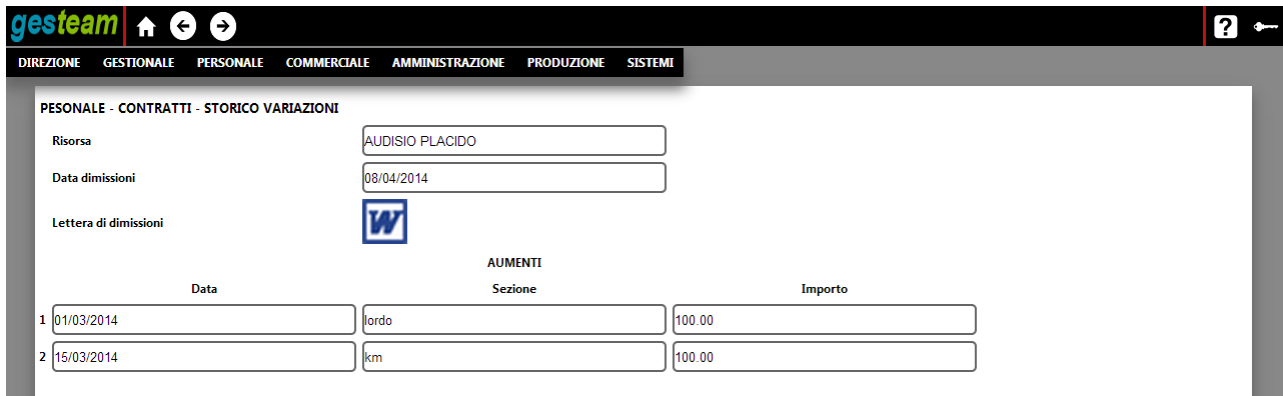 gesteam
?
DIREZIONE GESTIONALE PERSONALE COMMERCIALE AMMINISTRAZIONE PRODUZIONE SISTEMI
PESONALE - CONTRATTI - STORICO VARIAZIONI
Risorsa AUDISIO PLACIDO
Data dimissioni 08/04/2014
Lettera di dimissioni W
AUMENTI
Data Sezione Importo
1 01/03/2014 lordo 100.00
2 15/03/2014 km 100.00